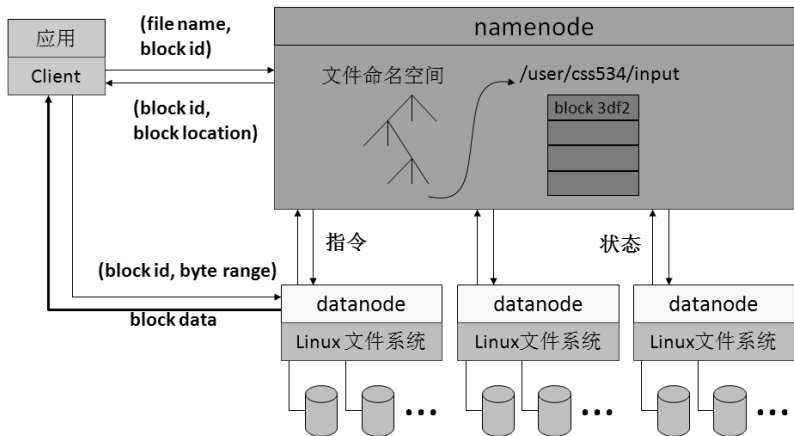 应用
Client
(file name,
block id)
(block id,
block location)
namenode
文件命名空间
/user/css534/input
block 3df2
指令
状态
(block id, byte range)
block data
datanode
Linux 文件系统
datanode
Linux文件系统
datanode
Linux文件系统